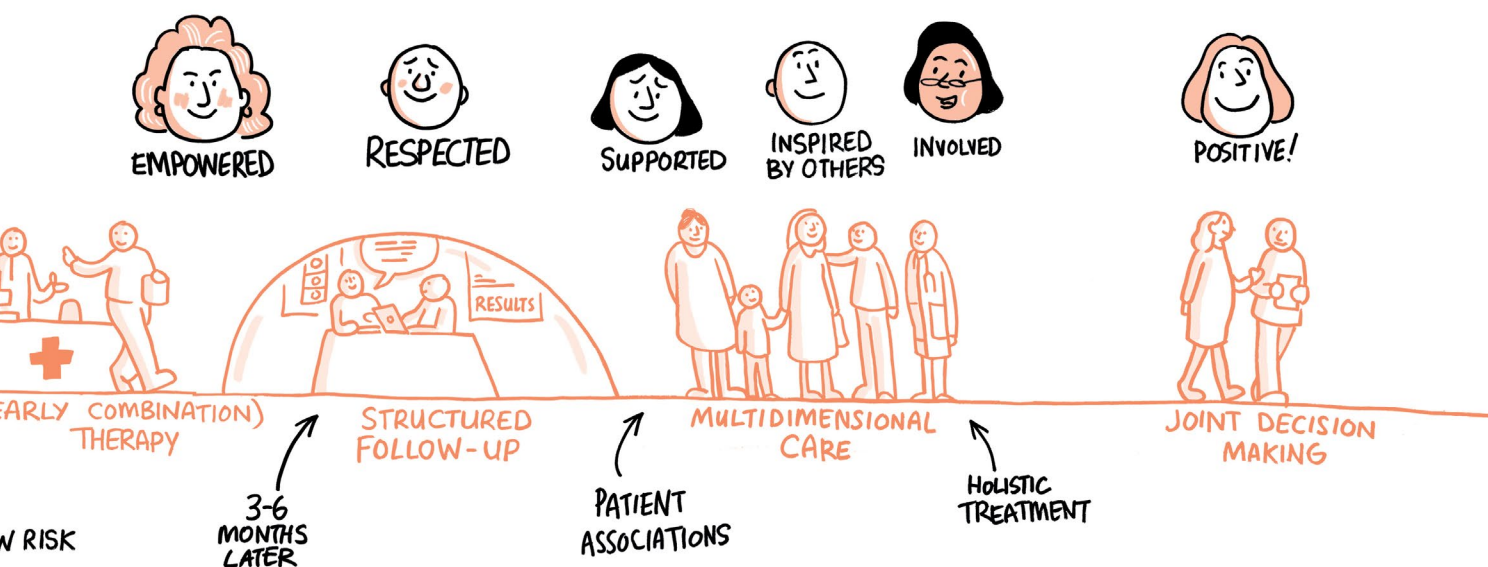 EMPOWERED
RESPECTED
SUPPORTED
INSPIRED
BY OTHERS
INVOLVED
POSITIVE!
RESULTS
EARLY COMBINATION)
THERAPY
STRUCTURED
FOLLOW-UP
MULTIDIMENSIONAL
CARE
JOINT DECISION
MAKING
3-6
MONTHS
LATER
PATIENT
ASSOCIATIONS
HOLISTIC
TREATMENT
RISK